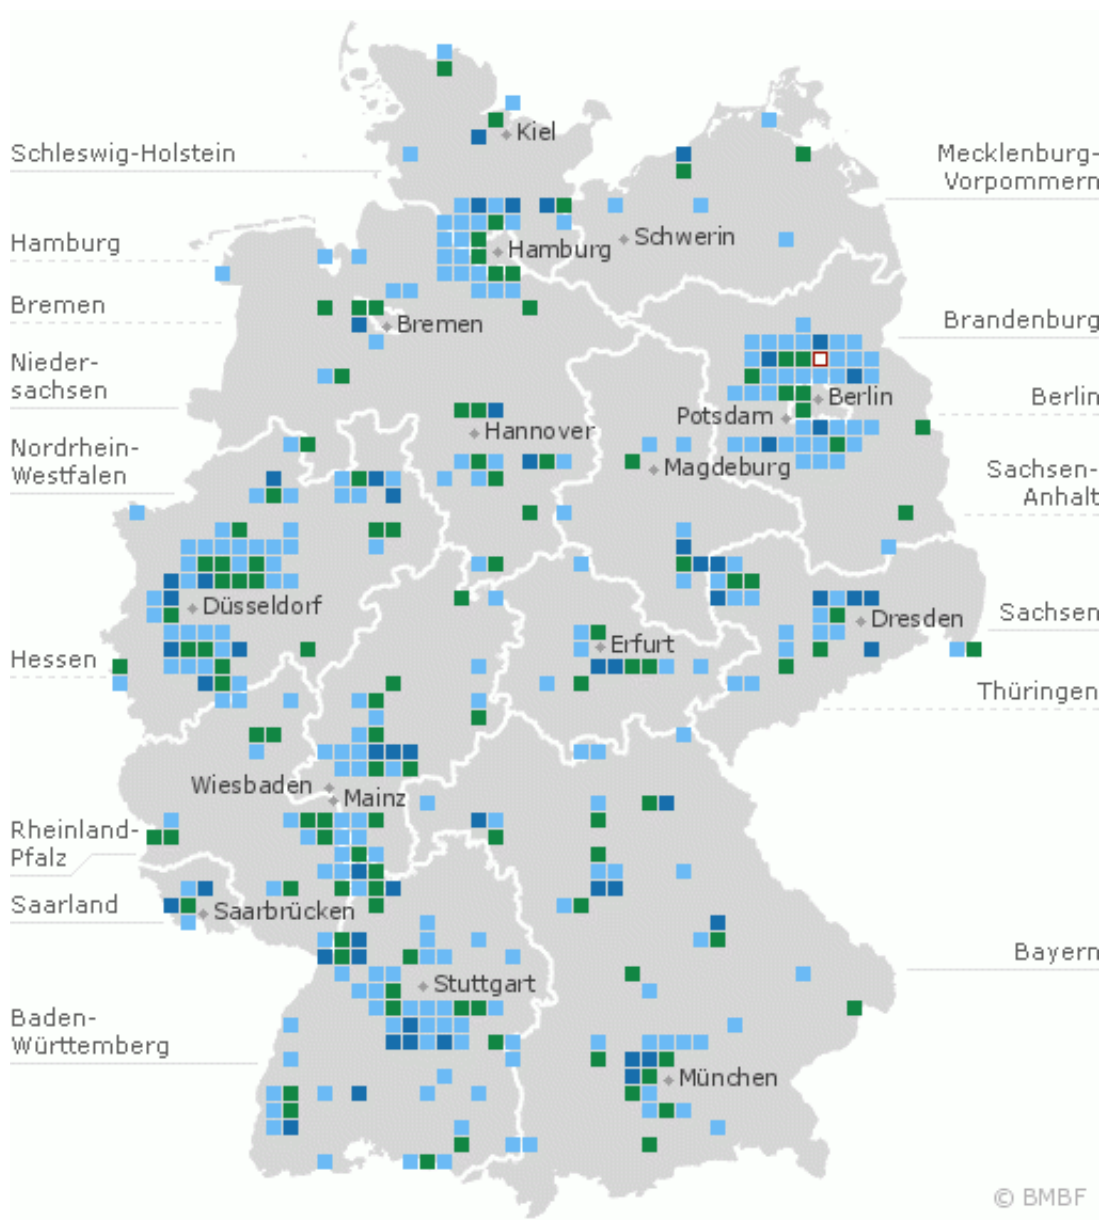 Kiel
Schleswig-Holstein
Mecklenburg-
Vorpommern
Schwerin
Hamburg
Hamburg
Bremen
Bremen
Brandenburg
Nieder-
sachsen
Berlin
Berlin
Potsdam
Hannover
Nordrhein-
Westfalen
Magdeburg
Sachsen-
Anhalt
Düsseldorf
Dresden
Sachsen
Erfurt
Hessen
Thüringen
Wiesbaden
Mainz
Rheinland-
Pfalz
Saarland
Saarbrücken
Bayern
Stuttgart
Baden-
Württemberg
München
© BMBF